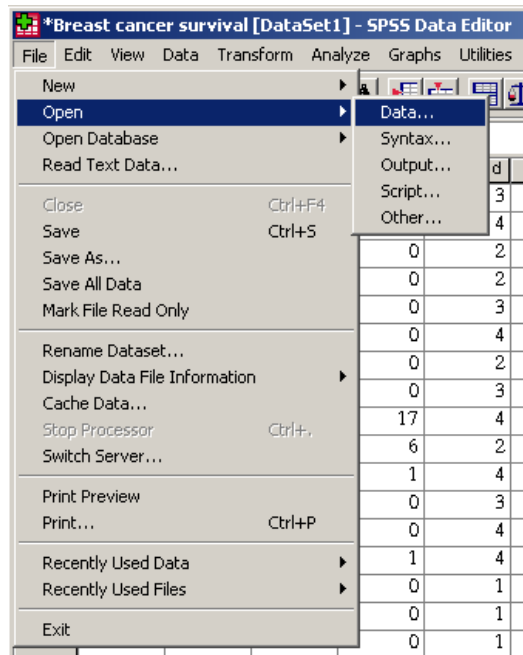 *Breast cancer survival [DataSet1] - SPSS Data Editor
File Edit View Data Transform Analyze Graphs Utilities
New
Open
Open Database
Read Text Data...
Close Ctrl+F4
Save Ctrl+S
Save As...
Save All Data
Mark File Read Only
Rename Dataset...
Display Data File Information
Cache Data...
Stop Processor Ctrl+.
Switch Server...
Print Preview
Print... Ctrl+P
Recently Used Data
Recently Used Files
Exit
Data...
Syntax...
Output...
Script...
Other...
d
3
4
0 2
0 2
0 3
0 4
0 2
0 3
17 4
6 2
1 4
0 3
0 4
1 4
0 1
0 1
0 1